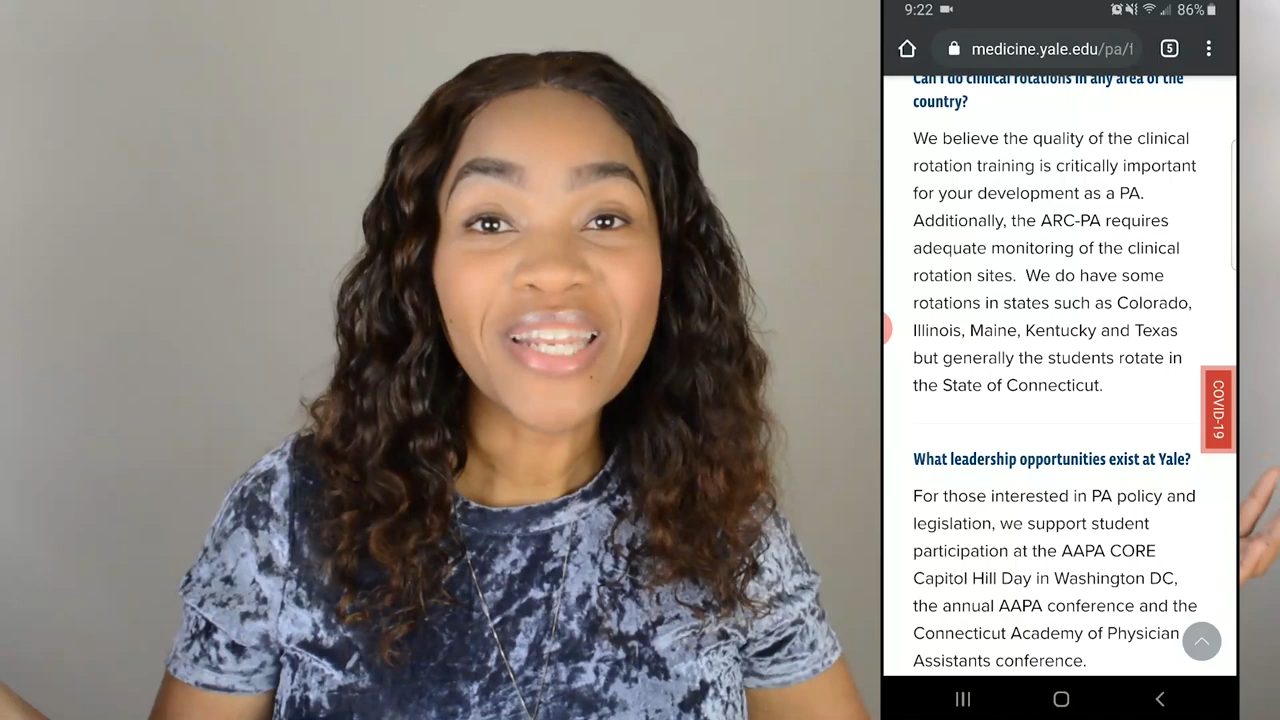 9:22
86%
medicine.yale.edu/pa/f
5
Can I do clinical rotations in any area of the
country?
We believe the quality of the clinical
rotation training is critically important
for your development as a PA.
Additionally, the ARC-PA requires
adequate monitoring of the clinical
rotation sites.  We do have some
rotations in states such as Colorado,
Illinois, Maine, Kentucky and Texas
but generally the students rotate in
the State of Connecticut.
COVID-19
What leadership opportunities exist at Yale?
For those interested in PA policy and
legislation, we support student
participation at the AAPA CORE
Capitol Hill Day in Washington DC,
the annual AAPA conference and the
Connecticut Academy of Physician
Assistants conference.